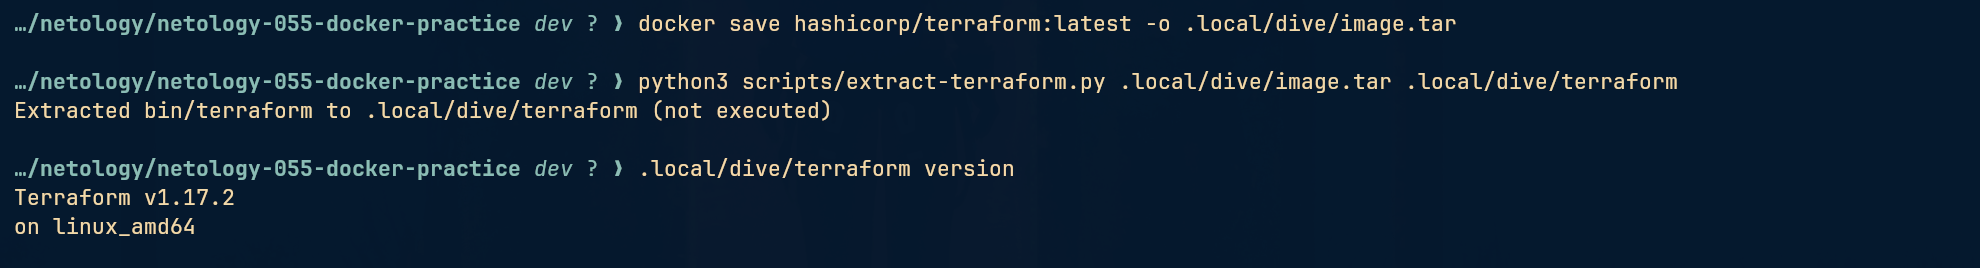 …/netology/netology-055-docker-practice dev ? ❯ docker save hashicorp/terraform:latest -o .local/dive/image.tar
…/netology/netology-055-docker-practice dev ? ❯ python3 scripts/extract-terraform.py .local/dive/image.tar .local/dive/terraform
Extracted bin/terraform to .local/dive/terraform (not executed)
…/netology/netology-055-docker-practice dev ? ❯ .local/dive/terraform version
Terraform v1.17.2
on linux_amd64